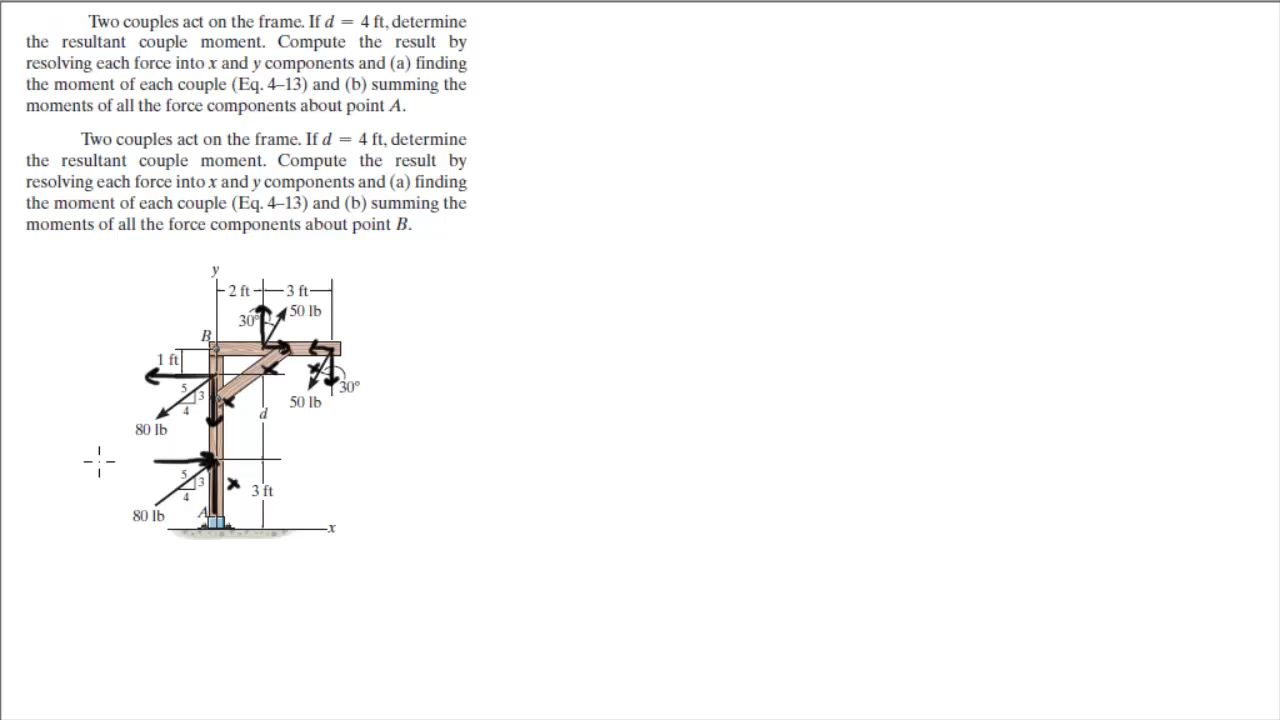 Two couples act on the frame. If d = 4 ft, determine
the resultant couple moment. Compute the result by
resolving each force into x and y components and (a) finding
the moment of each couple (Eq. 4–13) and (b) summing the
moments of all the force components about point A.
Two couples act on the frame. If d = 4 ft, determine
the resultant couple moment. Compute the result by
resolving each force into x and y components and (a) finding
the moment of each couple (Eq. 4–13) and (b) summing the
moments of all the force components about point B.
y
2 ft
3 ft
50 lb
30°
B
1 ft
5
3
4
30°
50 lb
d
80 lb
5
3
4
3 ft
80 lb
A
x